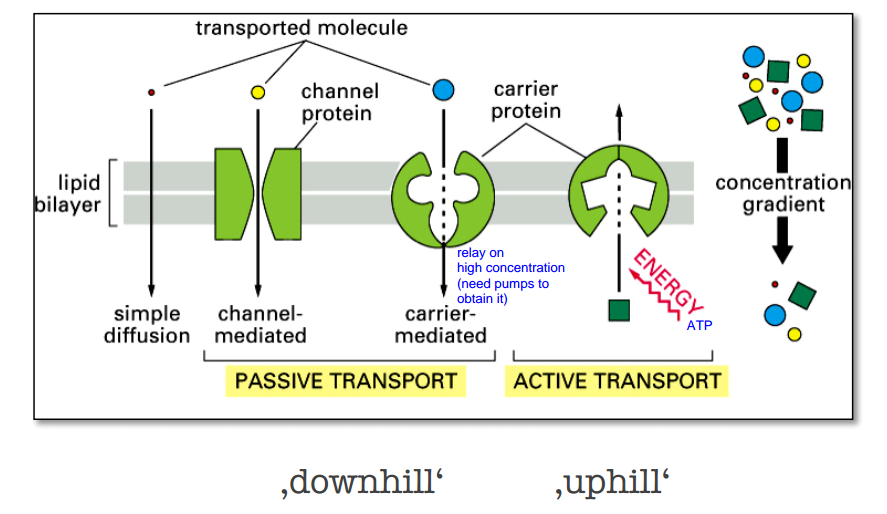 transported molecule
channel
protein
carrier
protein
lipid
bilayer
concentration
gradient
relay on
high concentration
(need pumps to
obtain it)
ENERGY
ATP
simple
diffusion
channel-
mediated
carrier-
mediated
PASSIVE TRANSPORT
ACTIVE TRANSPORT
‚downhill‘
‚uphill‘